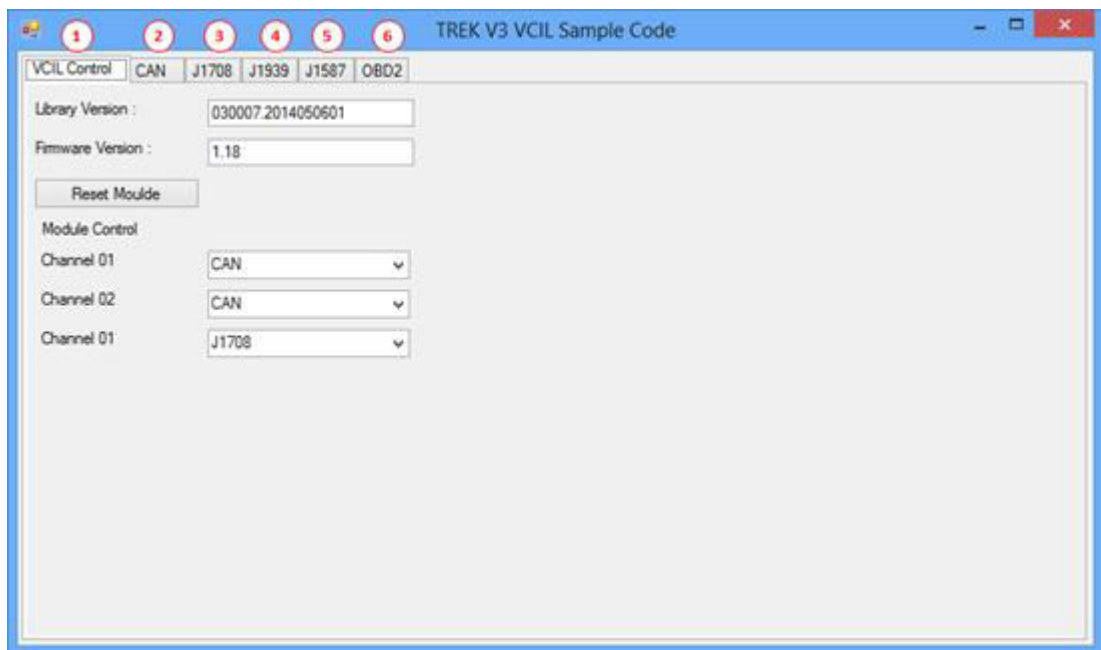 TREK V3 VCIL Sample Code
1 2 3 4 5 6
VCIL Control CAN J1708 J1939 J1587 OBD2
Library Version : 030007.2014050601
Firmware Version : 1.18
Reset Moulde
Module Control
Channel 01 CAN
Channel 02 CAN
Channel 01 J1708